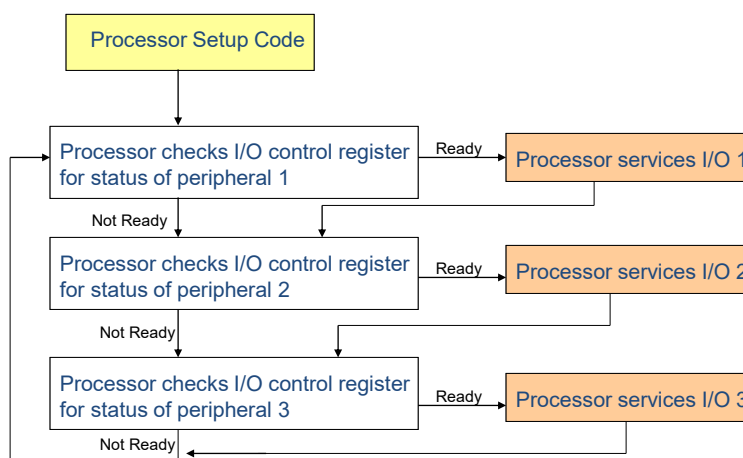 Processor Setup Code
Processor checks I/O control register
for status of peripheral 1
Ready
Processor services I/O 1
Not Ready
Processor checks I/O control register
for status of peripheral 2
Ready
Processor services I/O 2
Not Ready
Processor checks I/O control register
for status of peripheral 3
Ready
Processor services I/O 3
Not Ready